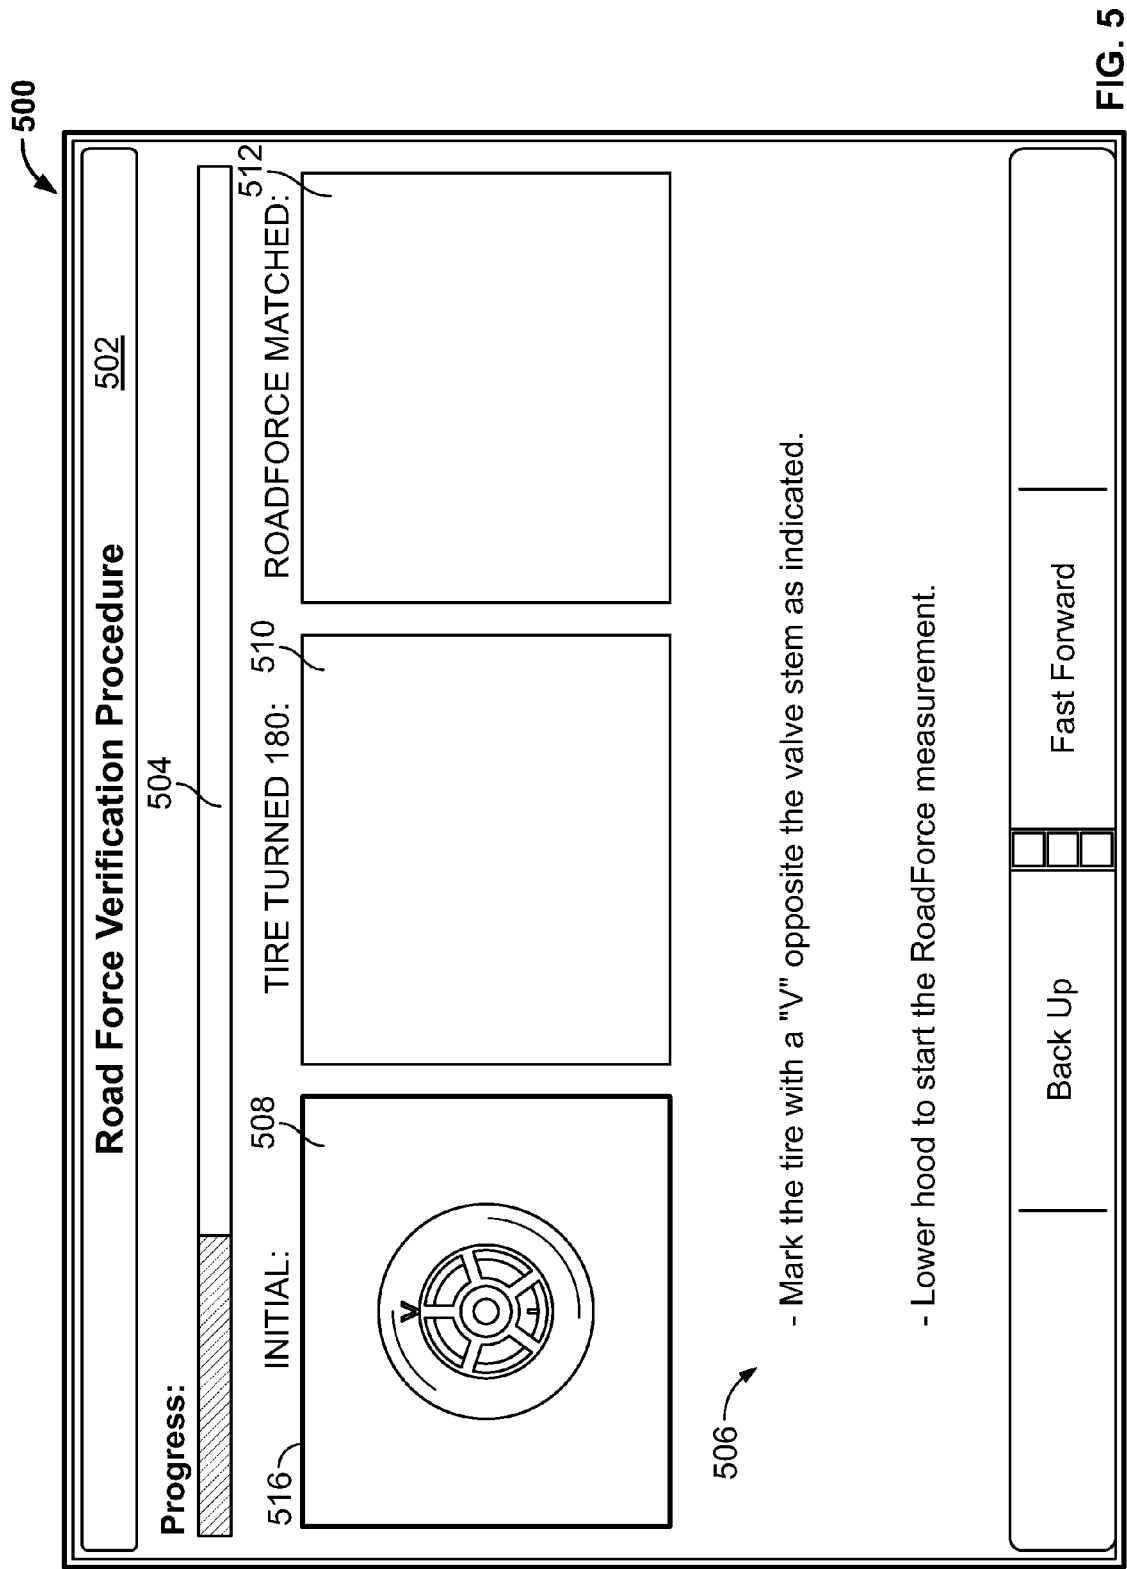 500
Road Force Verification Procedure
502
Progress:
504
516
INITIAL:
508
TIRE TURNED 180:
510
ROADFORCE MATCHED:
512
V
506
- Mark the tire with a "V" opposite the valve stem as indicated.
- Lower hood to start the RoadForce measurement.
Back Up
Fast Forward
FIG. 5